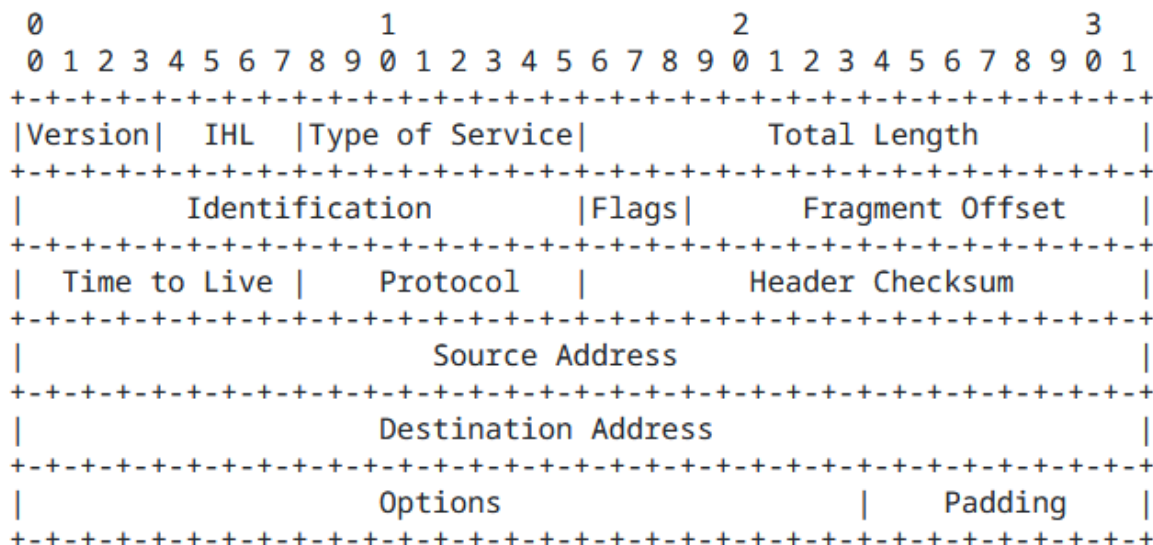 0                   1                   2                   3
 0 1 2 3 4 5 6 7 8 9 0 1 2 3 4 5 6 7 8 9 0 1 2 3 4 5 6 7 8 9 0 1
+-+-+-+-+-+-+-+-+-+-+-+-+-+-+-+-+-+-+-+-+-+-+-+-+-+-+-+-+-+-+-+-+
|Version|  IHL  |Type of Service|          Total Length         |
+-+-+-+-+-+-+-+-+-+-+-+-+-+-+-+-+-+-+-+-+-+-+-+-+-+-+-+-+-+-+-+-+
|         Identification        |Flags|      Fragment Offset    |
+-+-+-+-+-+-+-+-+-+-+-+-+-+-+-+-+-+-+-+-+-+-+-+-+-+-+-+-+-+-+-+-+
|  Time to Live |    Protocol   |         Header Checksum       |
+-+-+-+-+-+-+-+-+-+-+-+-+-+-+-+-+-+-+-+-+-+-+-+-+-+-+-+-+-+-+-+-+
|                       Source Address                          |
+-+-+-+-+-+-+-+-+-+-+-+-+-+-+-+-+-+-+-+-+-+-+-+-+-+-+-+-+-+-+-+-+
|                    Destination Address                        |
+-+-+-+-+-+-+-+-+-+-+-+-+-+-+-+-+-+-+-+-+-+-+-+-+-+-+-+-+-+-+-+-+
|                    Options                    |    Padding    |
+-+-+-+-+-+-+-+-+-+-+-+-+-+-+-+-+-+-+-+-+-+-+-+-+-+-+-+-+-+-+-+-+